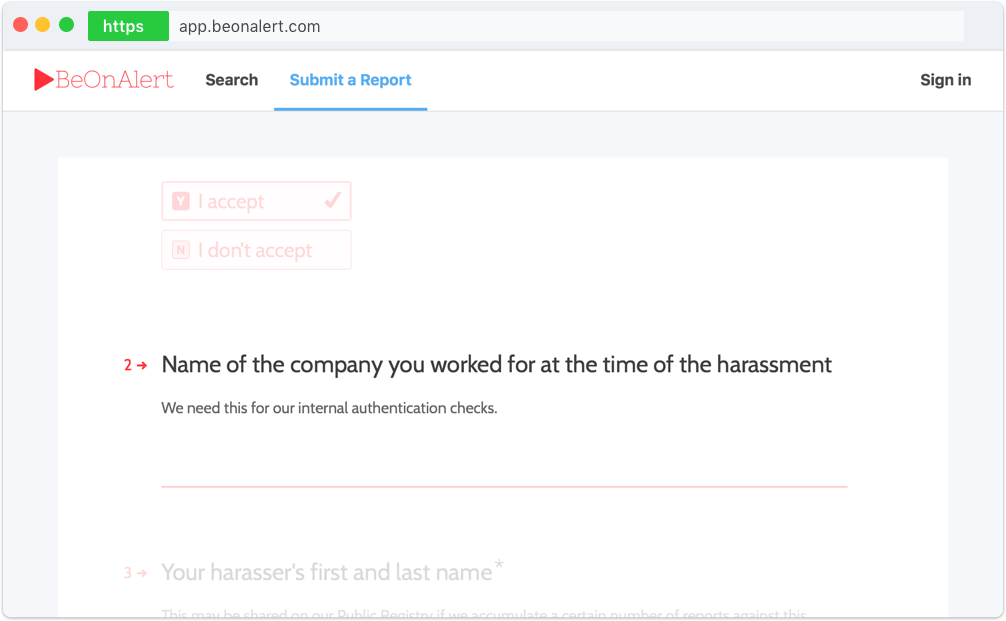 https app.beonalert.com
BeOnAlert Search Submit a Report Sign in
Y I accept
N I don't accept
2 Name of the company you worked for at the time of the harassment
We need this for our internal authentication checks.
3 Your harasser's first and last name*
This may be shared on our Public Registry if we accumulate a certain number of reports against this